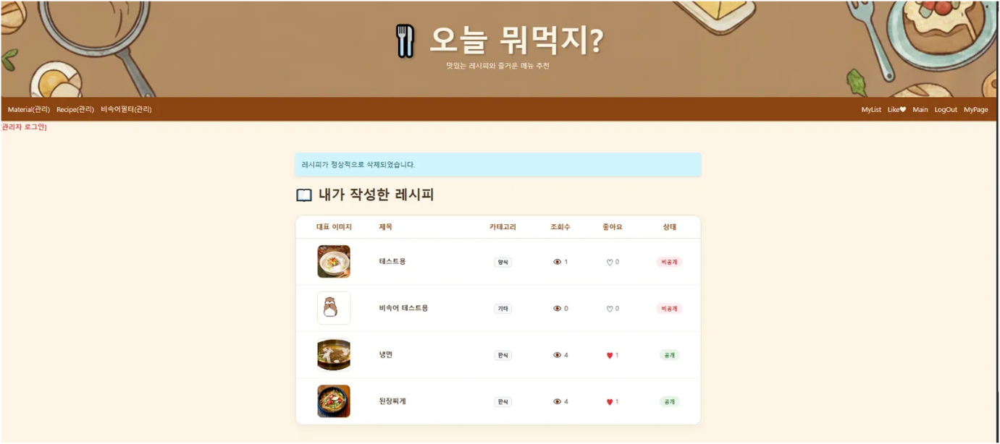 오늘 뭐먹지?
맛있는 레시피와 즐거운 메뉴 추천
Material(관리) Recipe(관리) 비속어필터(관리) MyList Like🤍 Main LogOut MyPage
[관리자 로그인]
레시피가 정상적으로 삭제되었습니다.
내가 작성한 레시피
대표 이미지 제목 카테고리 조회수 좋아요 상태
테스트용 양식 1 ♡ 0 비공개
비속어 테스트용 기타 0 ♡ 0 비공개
냉면 한식 4 ♥ 1 공개
된장찌게 한식 4 ♥ 1 공개